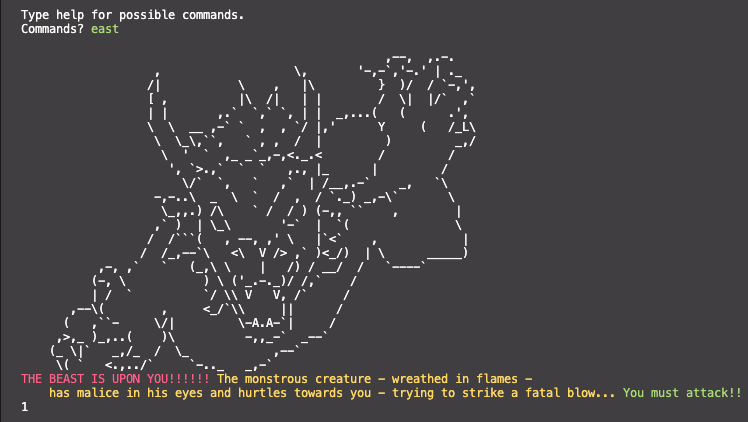 Type help for possible commands.
Commands? east
THE BEAST IS UPON YOU!!!!!! The monstrous creature - wreathed in flames -
has malice in his eyes and hurtles towards you - trying to strike a fatal blow... You must attack!!
1